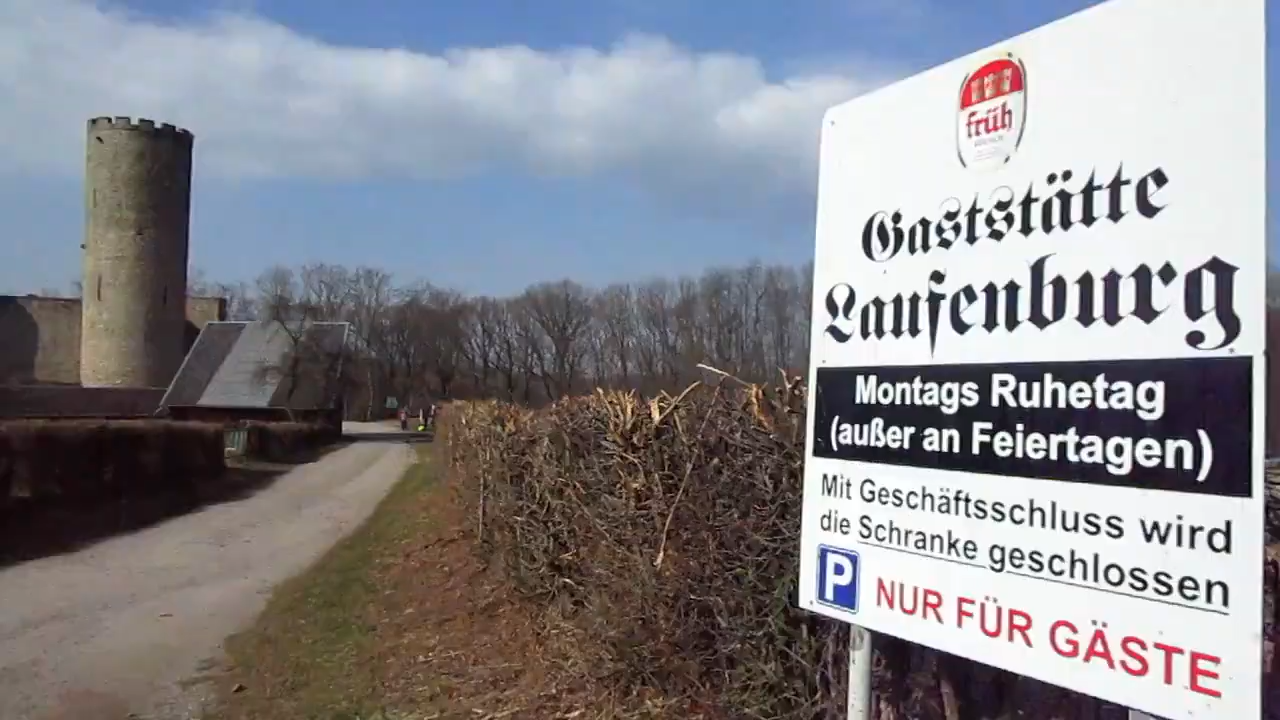 früh
Gaststätte
Laufenburg
Montags Ruhetag
(außer an Feiertagen)
Mit Geschäftsschluss wird
die Schranke geschlossen
P NUR FÜR GÄSTE